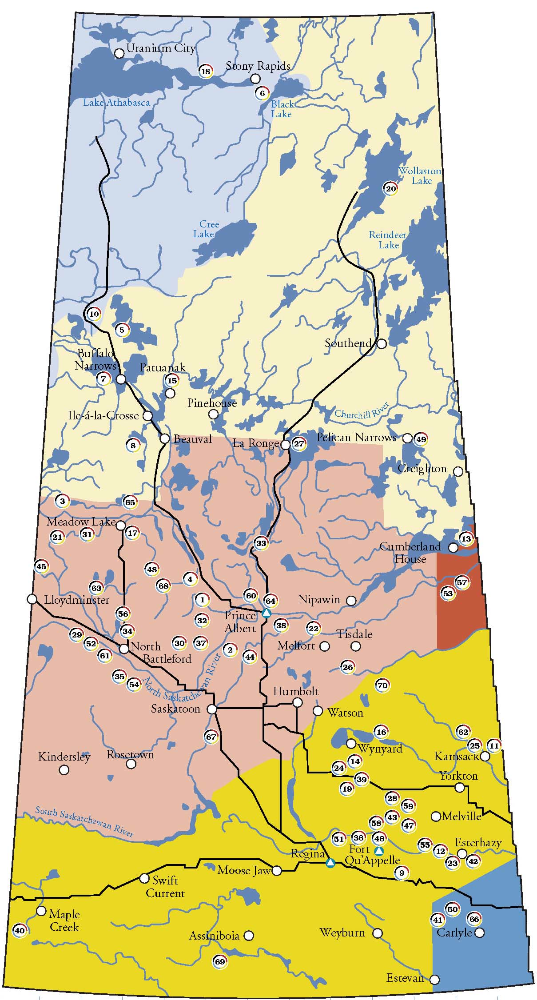 Uranium City
18
Stony Rapids
6
Lake Athabasca
Black
Lake
Wollaston
Lake
20
Cree
Lake
Reindeer
Lake
10
5
Southend
Buffalo
Narrows
7
Patuanak
15
Pinehouse
Churchill River
Ile-á-la-Crosse
8
Beauval
La Ronge
27
Pelican Narrows
49
Creighton
3
65
Meadow Lake
21
31
17
33
13
Cumberland
House
45
48
4
63
68
57
53
Lloydminster
1
60
64
Nipawin
56
32
Prince
Albert
38
22
29
34
52
30
37
Tisdale
Melfort
North
Battleford
61
2
44
26
35
54
70
North Saskatchewan River
Humbolt
Saskatoon
Watson
67
16
62
25
11
Wynyard
Kamsack
Kindersley
Rosetown
14
24
39
Yorkton
19
28
59
South Saskatchewan River
58
43
47
Melville
51
36
46
55
12
Esterhazy
Regina
Fort
Qu'Appelle
23
42
Moose Jaw
9
Swift
Current
50
41
66
Maple
Creek
40
Assiniboia
Weyburn
Carlyle
69
Estevan